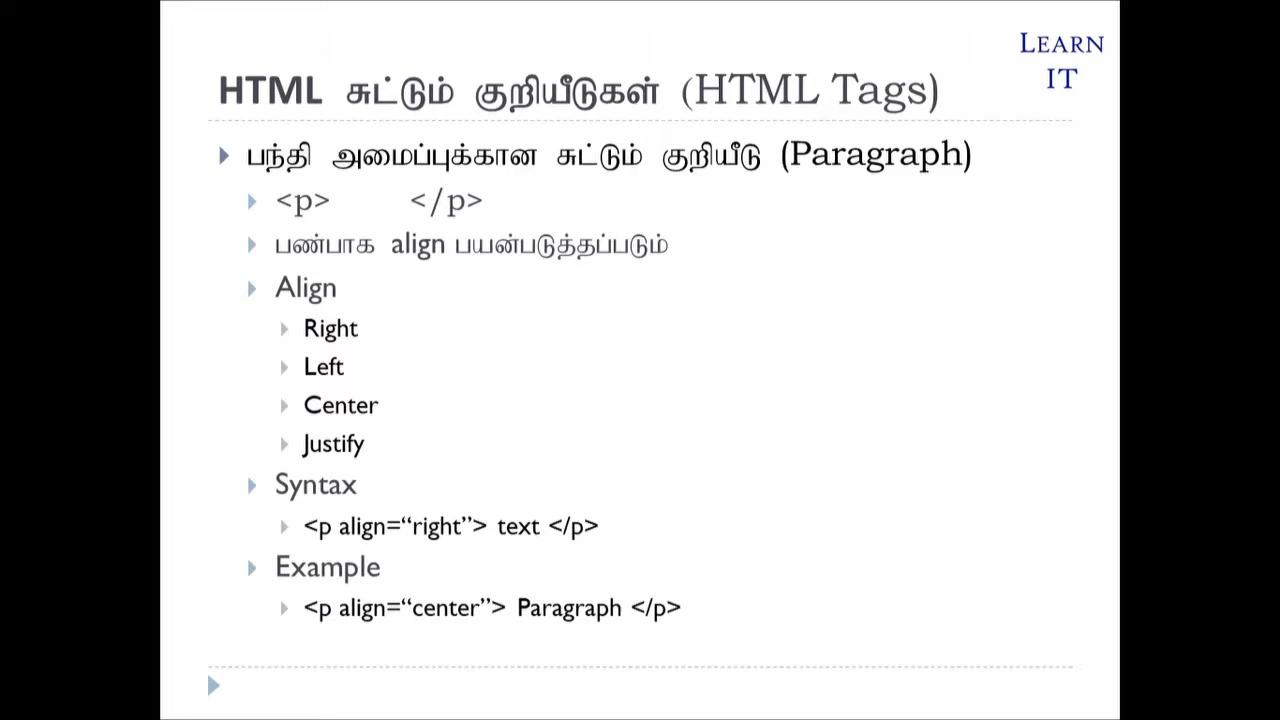 LEARN
IT
HTML சுட்டும் குறியீடுகள் (HTML Tags)
பந்தி அமைப்புக்கான சுட்டும் குறியீடு (Paragraph)
<p> </p>
பண்பாக align பயன்படுத்தப்படும்
Align
Right
Left
Center
Justify
Syntax
<p align=“right”> text </p>
Example
<p align=“center”> Paragraph </p>